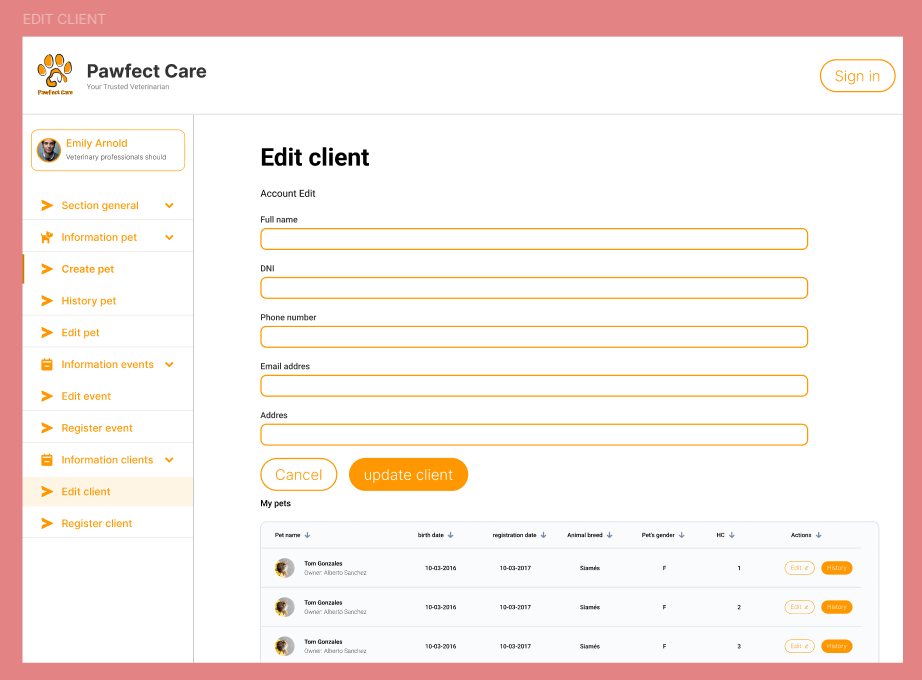 EDIT CLIENT
Pawfect Care
Pawfect Care
Your Trusted Veterinarian
Sign in
Emily Arnold
Veterinary professionals should
Section general
Information pet
Create pet
History pet
Edit pet
Information events
Edit event
Register event
Information clients
Edit client
Register client
Edit client
Account Edit
Full name
DNI
Phone number
Email addres
Addres
Cancel update client
My pets
Pet name birth date registration date Animal breed Pet's gender HC Actions
Tom Gonzales
Owner: Alberto Sanchez
10-03-2016 10-03-2017 Siamés F 1 Edit History
Tom Gonzales
Owner: Alberto Sanchez
10-03-2016 10-03-2017 Siamés F 2 Edit History
Tom Gonzales
Owner: Alberto Sanchez
10-03-2016 10-03-2017 Siamés F 3 Edit History